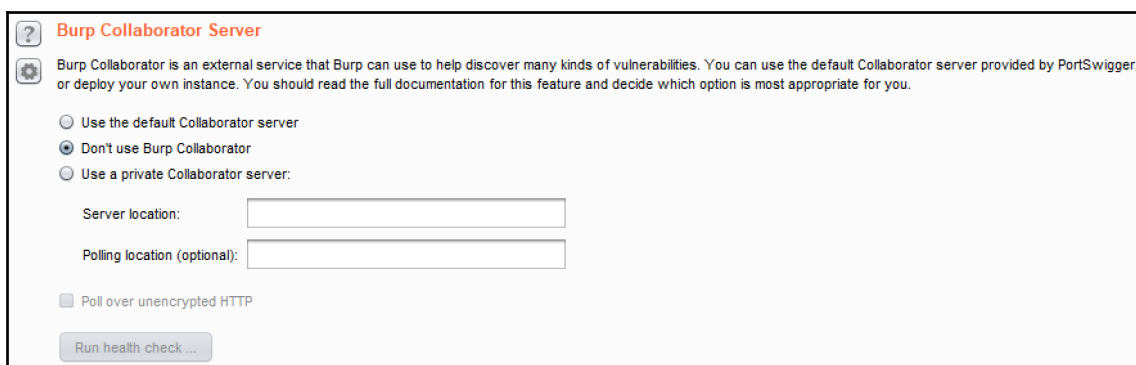 Burp Collaborator Server
Burp Collaborator is an external service that Burp can use to help discover many kinds of vulnerabilities. You can use the default Collaborator server provided by PortSwigger
or deploy your own instance. You should read the full documentation for this feature and decide which option is most appropriate for you.
Use the default Collaborator server
Don't use Burp Collaborator
Use a private Collaborator server:
Server location:
Polling location (optional):
Poll over unencrypted HTTP
Run health check ...